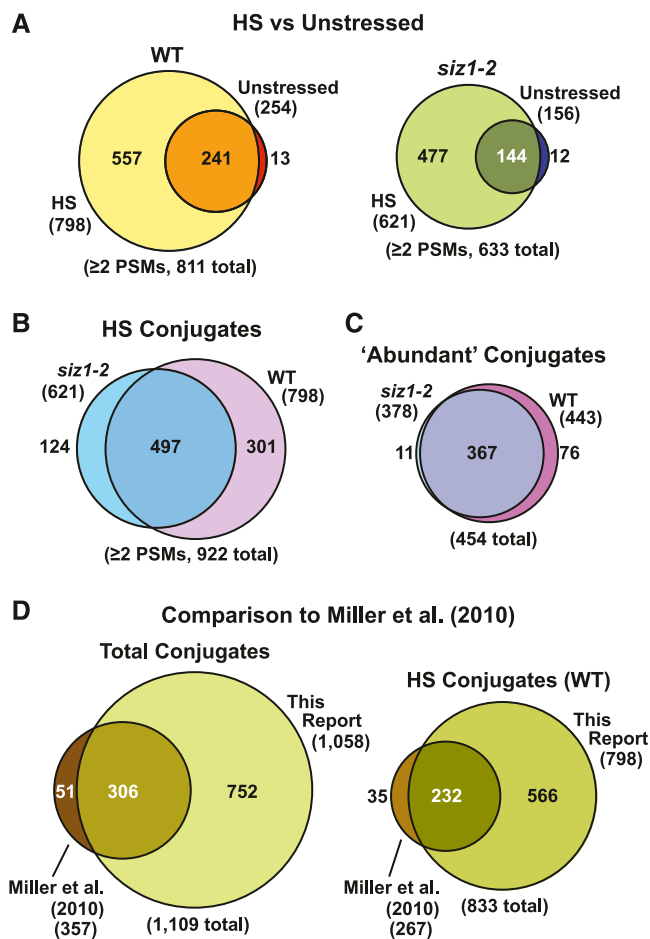 A
HS vs Unstressed
WT
Unstressed
(254)
557
241
13
HS
(798)
(≥2 PSMs, 811 total)
siz1-2
Unstressed
(156)
477
144
12
HS
(621)
(≥2 PSMs, 633 total)
B
HS Conjugates
siz1-2
(621)
WT
(798)
124
497
301
(≥2 PSMs, 922 total)
C
‘Abundant’ Conjugates
siz1-2
(378)
WT
(443)
11
367
76
(454 total)
D
Comparison to Miller et al. (2010)
Total Conjugates
This
Report
(1,058)
51
306
752
Miller et al.
(2010)
(357)
(1,109 total)
HS Conjugates (WT)
This
Report
(798)
35
232
566
Miller et al.
(2010)
(267)
(833 total)